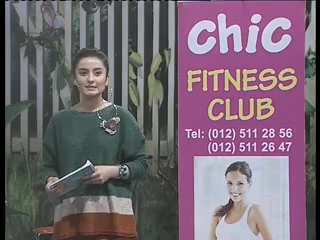 chic
FITNESS
CLUB
Tel: (012) 511 28 56
(012) 511 26 47